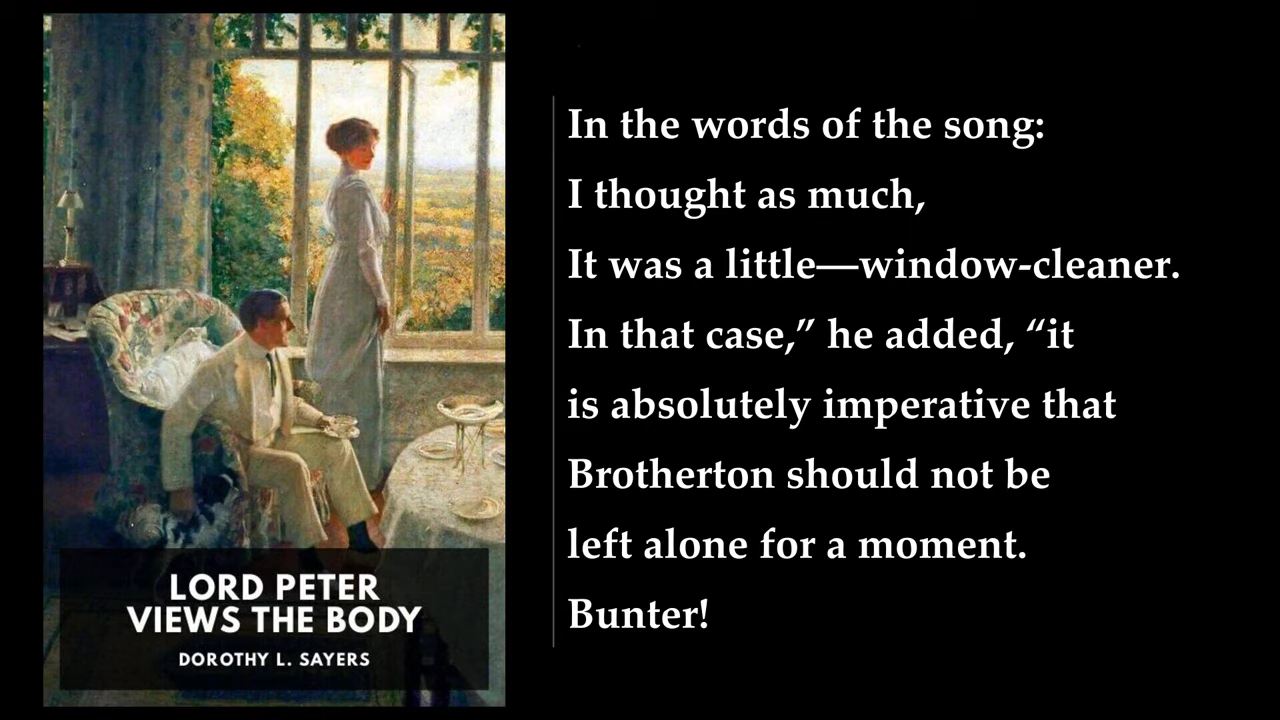 LORD PETER
VIEWS THE BODY
DOROTHY L. SAYERS
In the words of the song:
I thought as much,
It was a little—window-cleaner.
In that case,” he added, “it
is absolutely imperative that
Brotherton should not be
left alone for a moment.
Bunter!